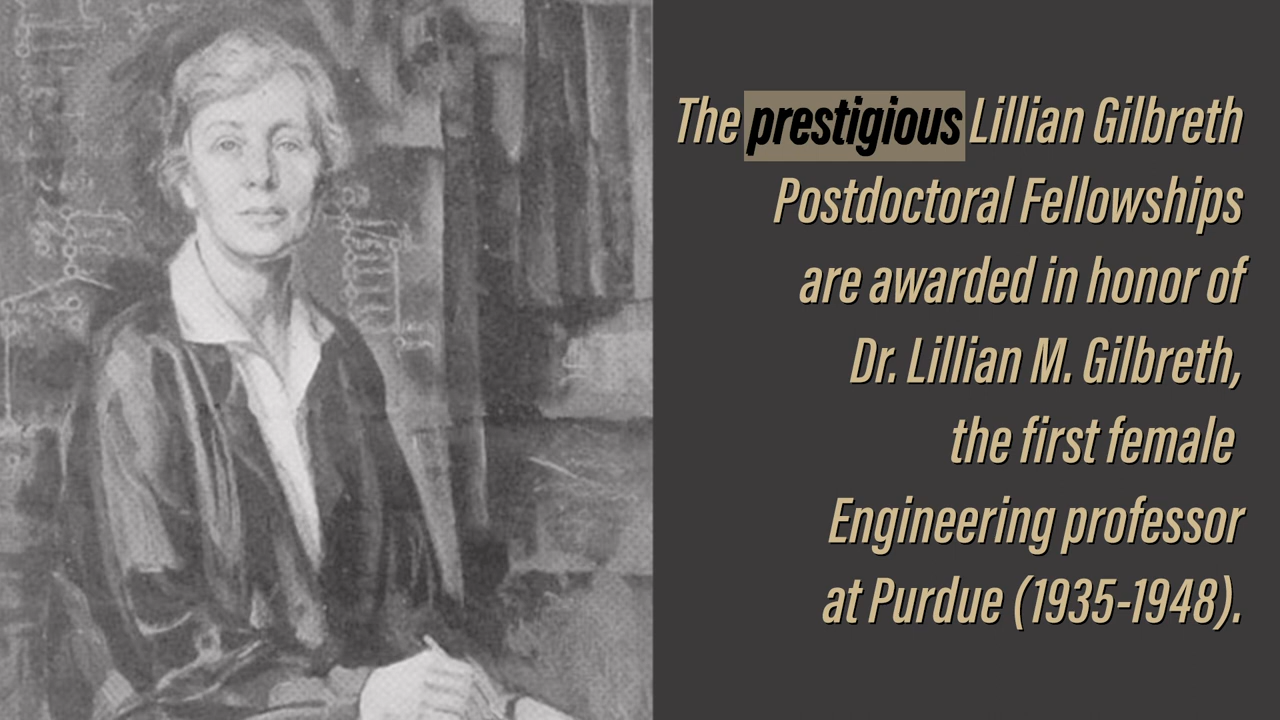 The prestigious Lillian Gilbreth
Postdoctoral Fellowships
are awarded in honor of
Dr. Lillian M. Gilbreth,
the first female
Engineering professor
at Purdue (1935-1948).